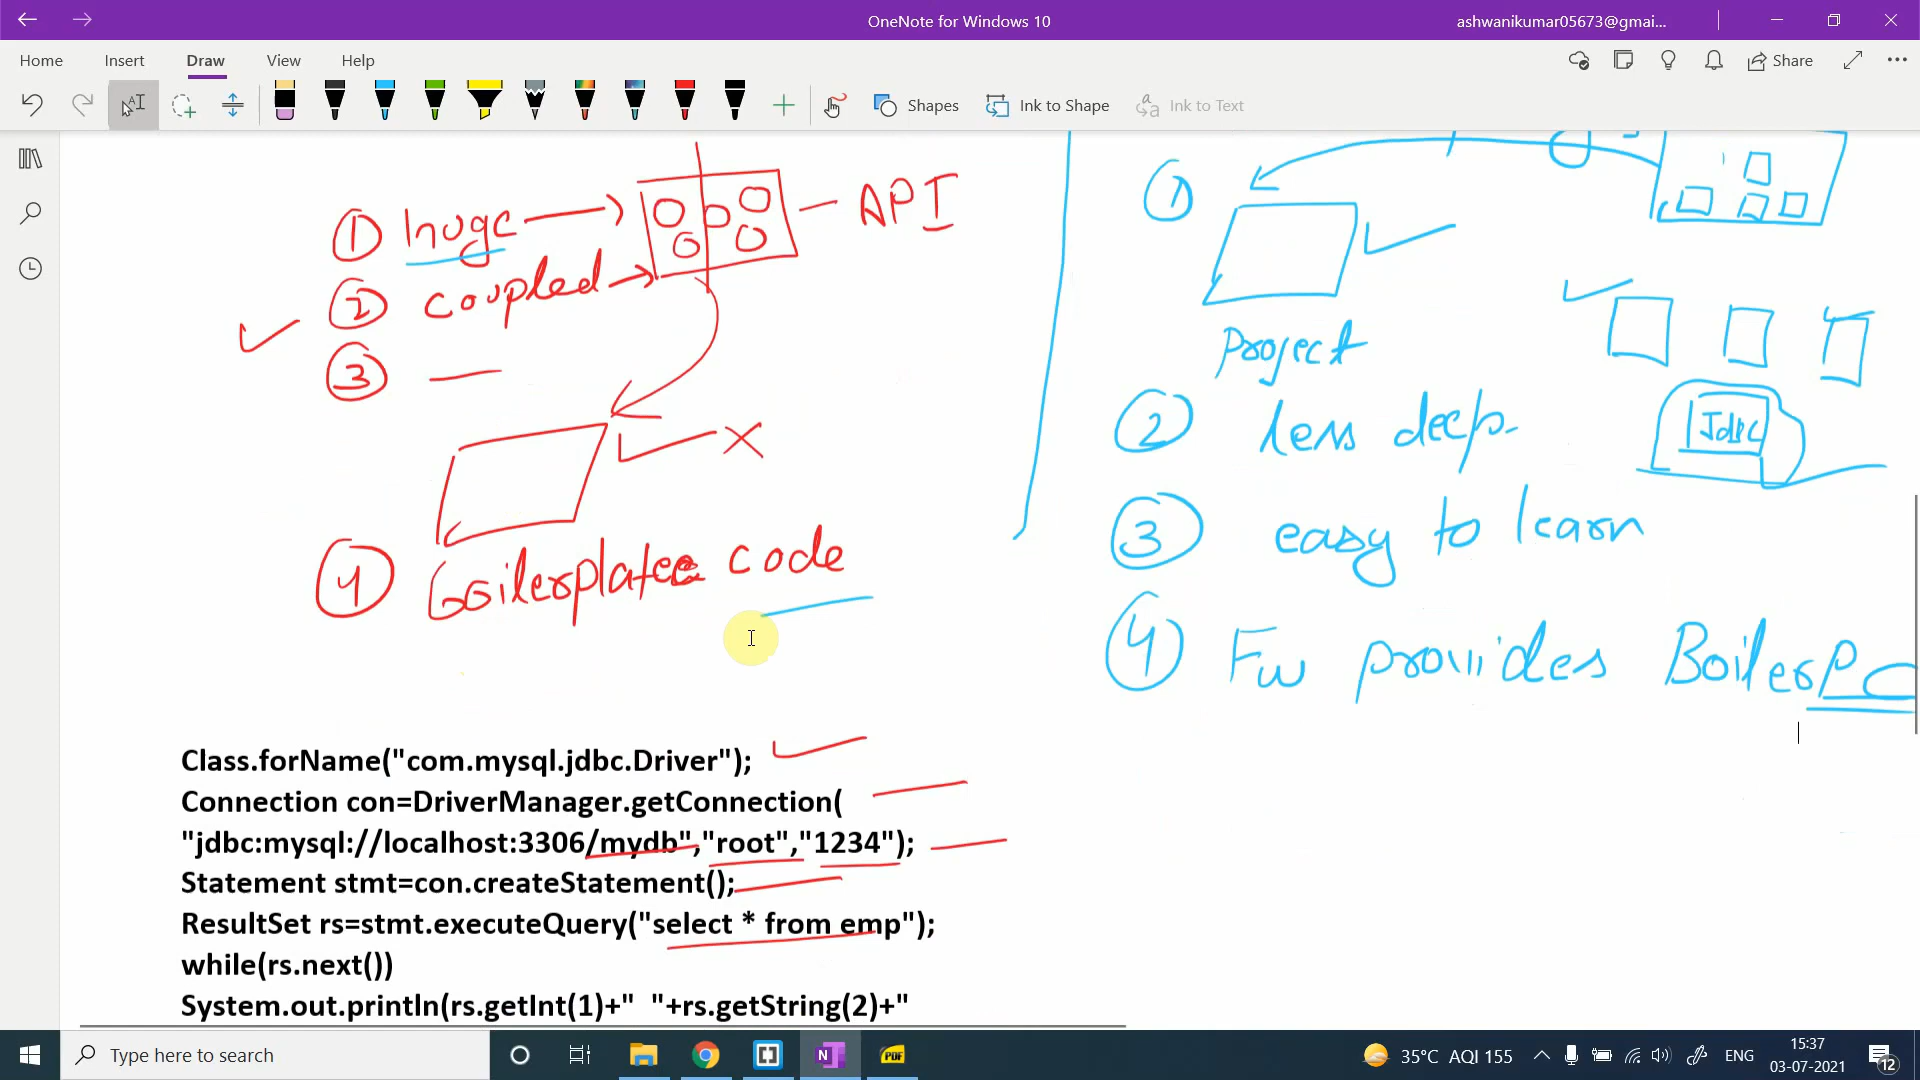 OneNote for Windows 10
ashwanikumar05673@gmai...
Home
Insert
Draw
View
Help
Share
Shapes
Ink to Shape
Ink to Text
① huge
API
② coupled
③
④ boilerplate code
①
Project
② less deep.
Jdbc
③ easy to learn
④ Fw provides BoilerPC
Class.forName("com.mysql.jdbc.Driver");
Connection con=DriverManager.getConnection(
"jdbc:mysql://localhost:3306/mydb","root","1234");
Statement stmt=con.createStatement();
ResultSet rs=stmt.executeQuery("select * from emp");
while(rs.next())
System.out.println(rs.getInt(1)+"  "+rs.getString(2)+"
Type here to search
N
PDF
35°C AQI 155
ENG
15:37
03-07-2021
12